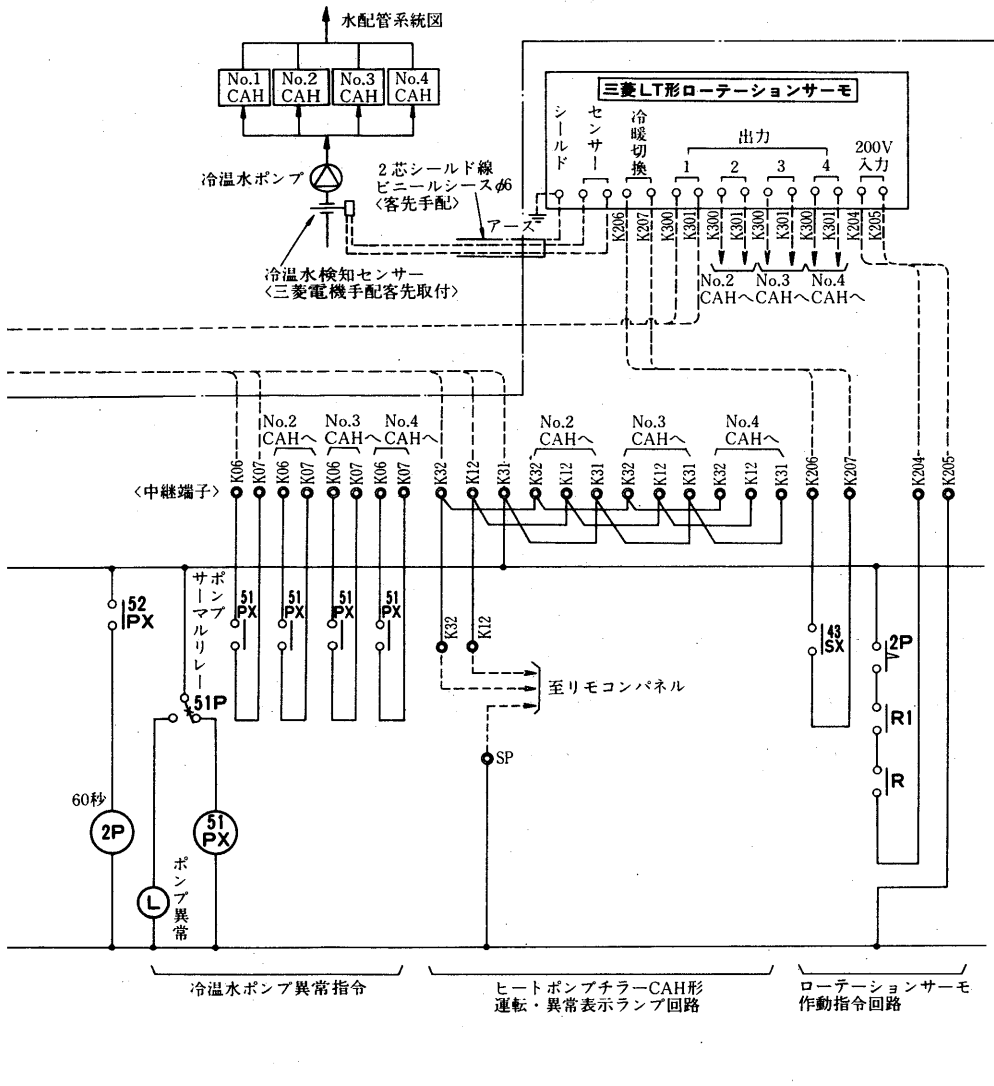 水配管系統図
No.1
CAH
No.2
CAH
No.3
CAH
No.4
CAH
冷温水ポンプ
2芯シールド線
ビニールシースφ6
〈客先手配〉
アース
冷温水検知センサー
〈三菱電機手配客先取付〉
三菱LT形ローテーションサーモ
シールド
センサー
冷暖切換
出力
1
2
3
4
200V
入力
K206
K207
K300
K301
K300
K301
K300
K301
K300
K301
K204
K205
No.2
CAHへ
No.3
CAHへ
No.4
CAHへ
No.2
CAHへ
No.3
CAHへ
No.4
CAHへ
No.2
CAHへ
No.3
CAHへ
No.4
CAHへ
〈中継端子〉
K06
K07
K06
K07
K06
K07
K06
K07
K32
K12
K31
K32
K12
K31
K32
K12
K31
K32
K12
K31
K206
K207
K204
K205
52
PX
ポンプ
サーマルリレー
51P
51
PX
51
PX
51
PX
51
PX
K32
K12
至リモコンパネル
SP
43
SX
2P
R1
R
60秒
2P
51
PX
L
ポンプ異常
冷温水ポンプ異常指令
ヒートポンプチラーCAH形
運転・異常表示ランプ回路
ローテーションサーモ
作動指令回路